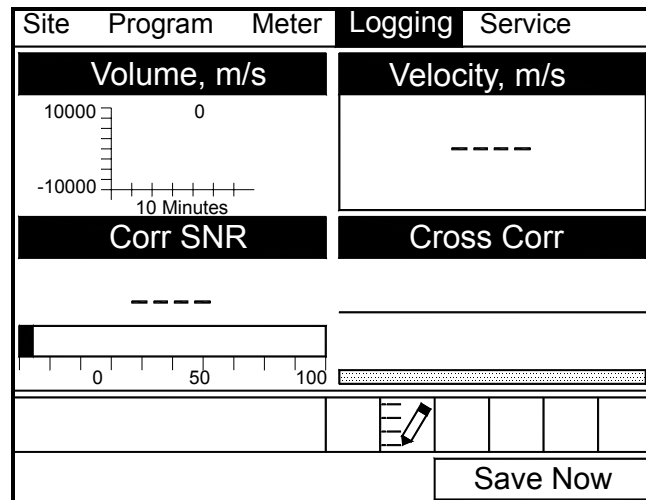 Site Program Meter Logging Service
Volume, m/s Velocity, m/s
10000 0
-10000
10 Minutes
----
Corr SNR Cross Corr
----
0 50 100
Save Now